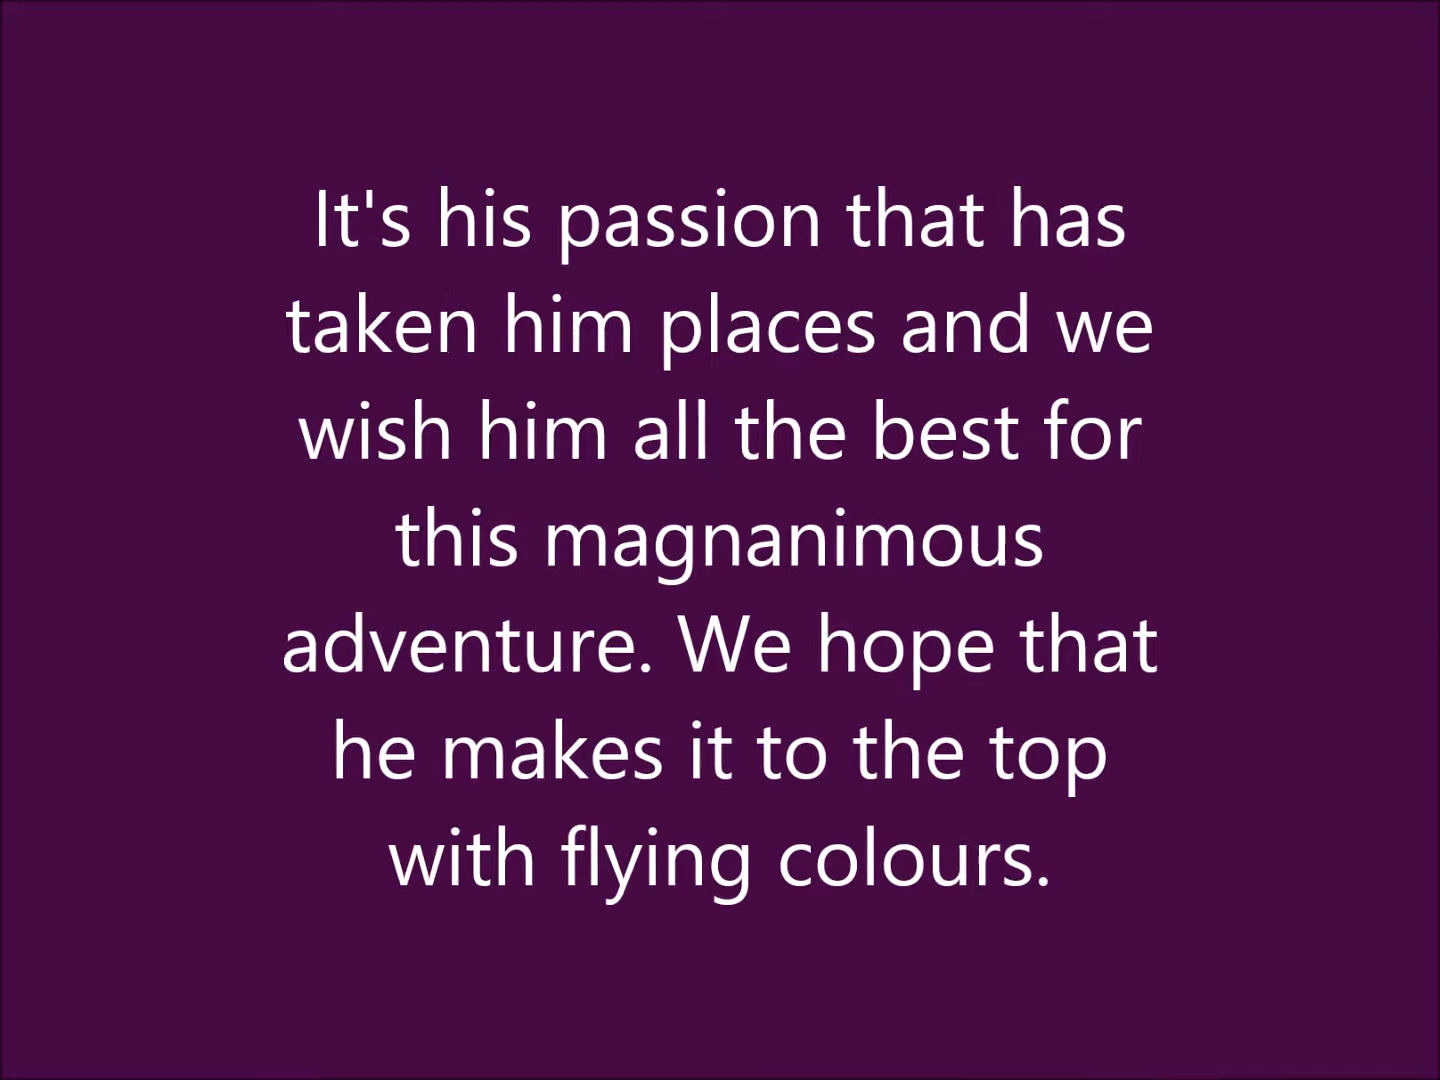 It's his passion that has
taken him places and we
wish him all the best for
this magnanimous
adventure. We hope that
he makes it to the top
with flying colours.